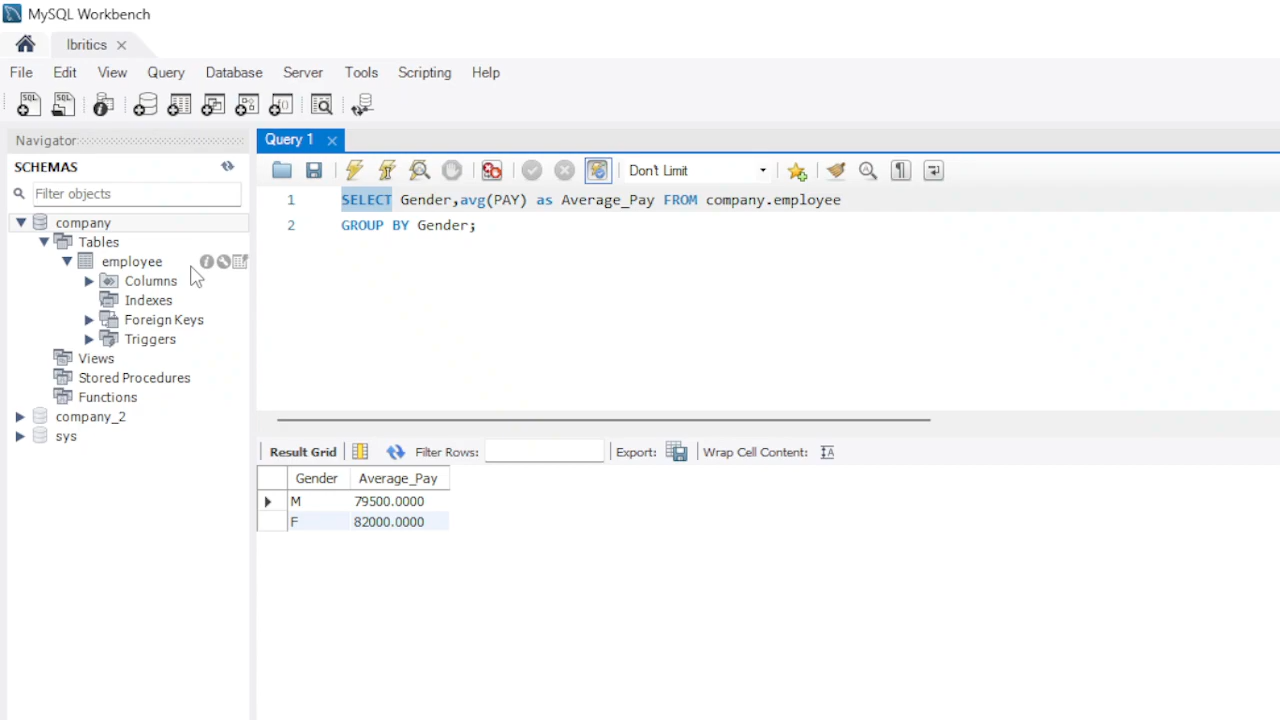 MySQL Workbench
lbritics
File Edit View Query Database Server Tools Scripting Help
Navigator
Query 1
SCHEMAS
Filter objects
Don't Limit
company
Tables
employee
Columns
Indexes
Foreign Keys
Triggers
Views
Stored Procedures
Functions
company_2
sys
1 SELECT Gender,avg(PAY) as Average_Pay FROM company.employee
2 GROUP BY Gender;
Result Grid Filter Rows: Export: Wrap Cell Content:
Gender Average_Pay
M 79500.0000
F 82000.0000